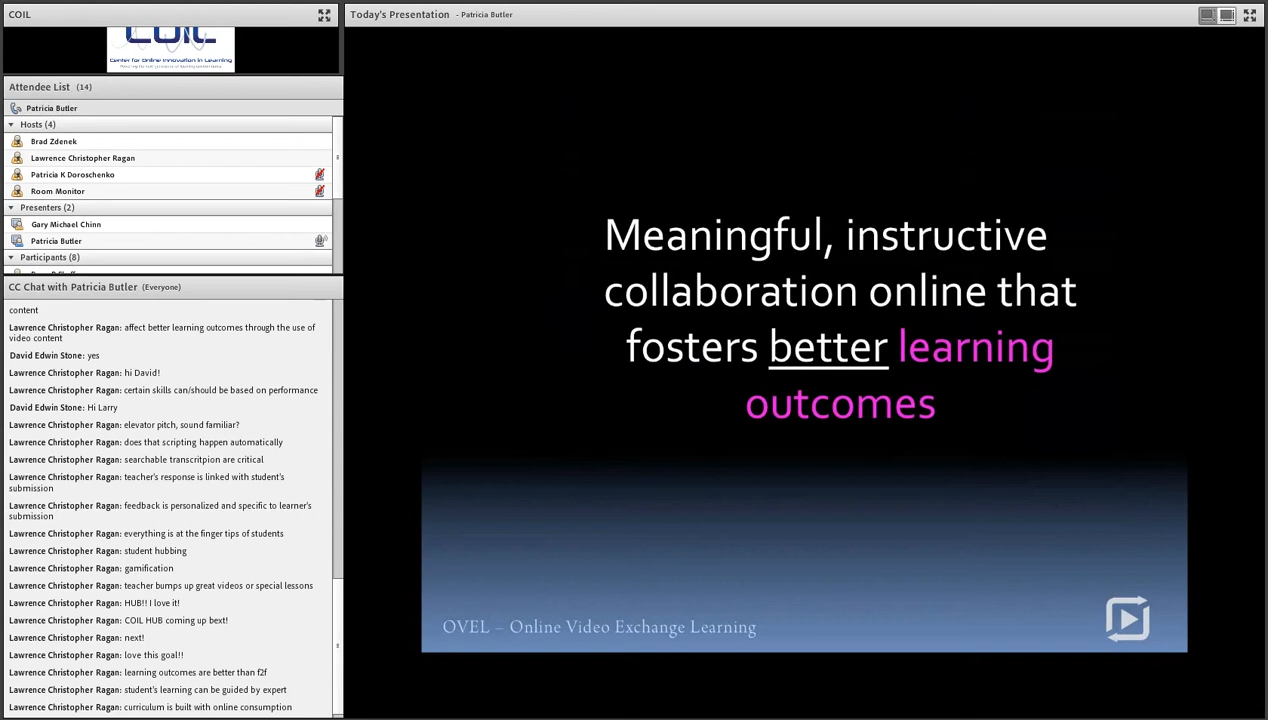 COIL
Today's Presentation - Patricia Butler
COIL
Center for Online Innovation in Learning
Attendee List (14)
Patricia Butler
Hosts (4)
Brad Zdenek
Lawrence Christopher Ragan
Patricia K Doroschenko
Room Monitor
Presenters (2)
Gary Michael Chinn
Patricia Butler
Participants (8)
CC Chat with Patricia Butler (Everyone)
content
Lawrence Christopher Ragan: affect better learning outcomes through the use of
video content
David Edwin Stone: yes
Lawrence Christopher Ragan: hi David!
Lawrence Christopher Ragan: certain skills can/should be based on performance
David Edwin Stone: Hi Larry
Lawrence Christopher Ragan: elevator pitch, sound familiar?
Lawrence Christopher Ragan: does that scripting happen automatically
Lawrence Christopher Ragan: searchable transcritpion are critical
Lawrence Christopher Ragan: teacher's response is linked with student's
submission
Lawrence Christopher Ragan: feedback is personalized and specific to learner's
submission
Lawrence Christopher Ragan: everything is at the finger tips of students
Lawrence Christopher Ragan: student hubbing
Lawrence Christopher Ragan: gamification
Lawrence Christopher Ragan: teacher bumps up great videos or special lessons
Lawrence Christopher Ragan: HUB!! I love it!
Lawrence Christopher Ragan: COIL HUB coming up bext!
Lawrence Christopher Ragan: next!
Lawrence Christopher Ragan: love this goal!!
Lawrence Christopher Ragan: learning outcomes are better than f2f
Lawrence Christopher Ragan: student's learning can be guided by expert
Lawrence Christopher Ragan: curriculum is built with online consumption
Meaningful, instructive
collaboration online that
fosters better learning
outcomes
OVEL – Online Video Exchange Learning